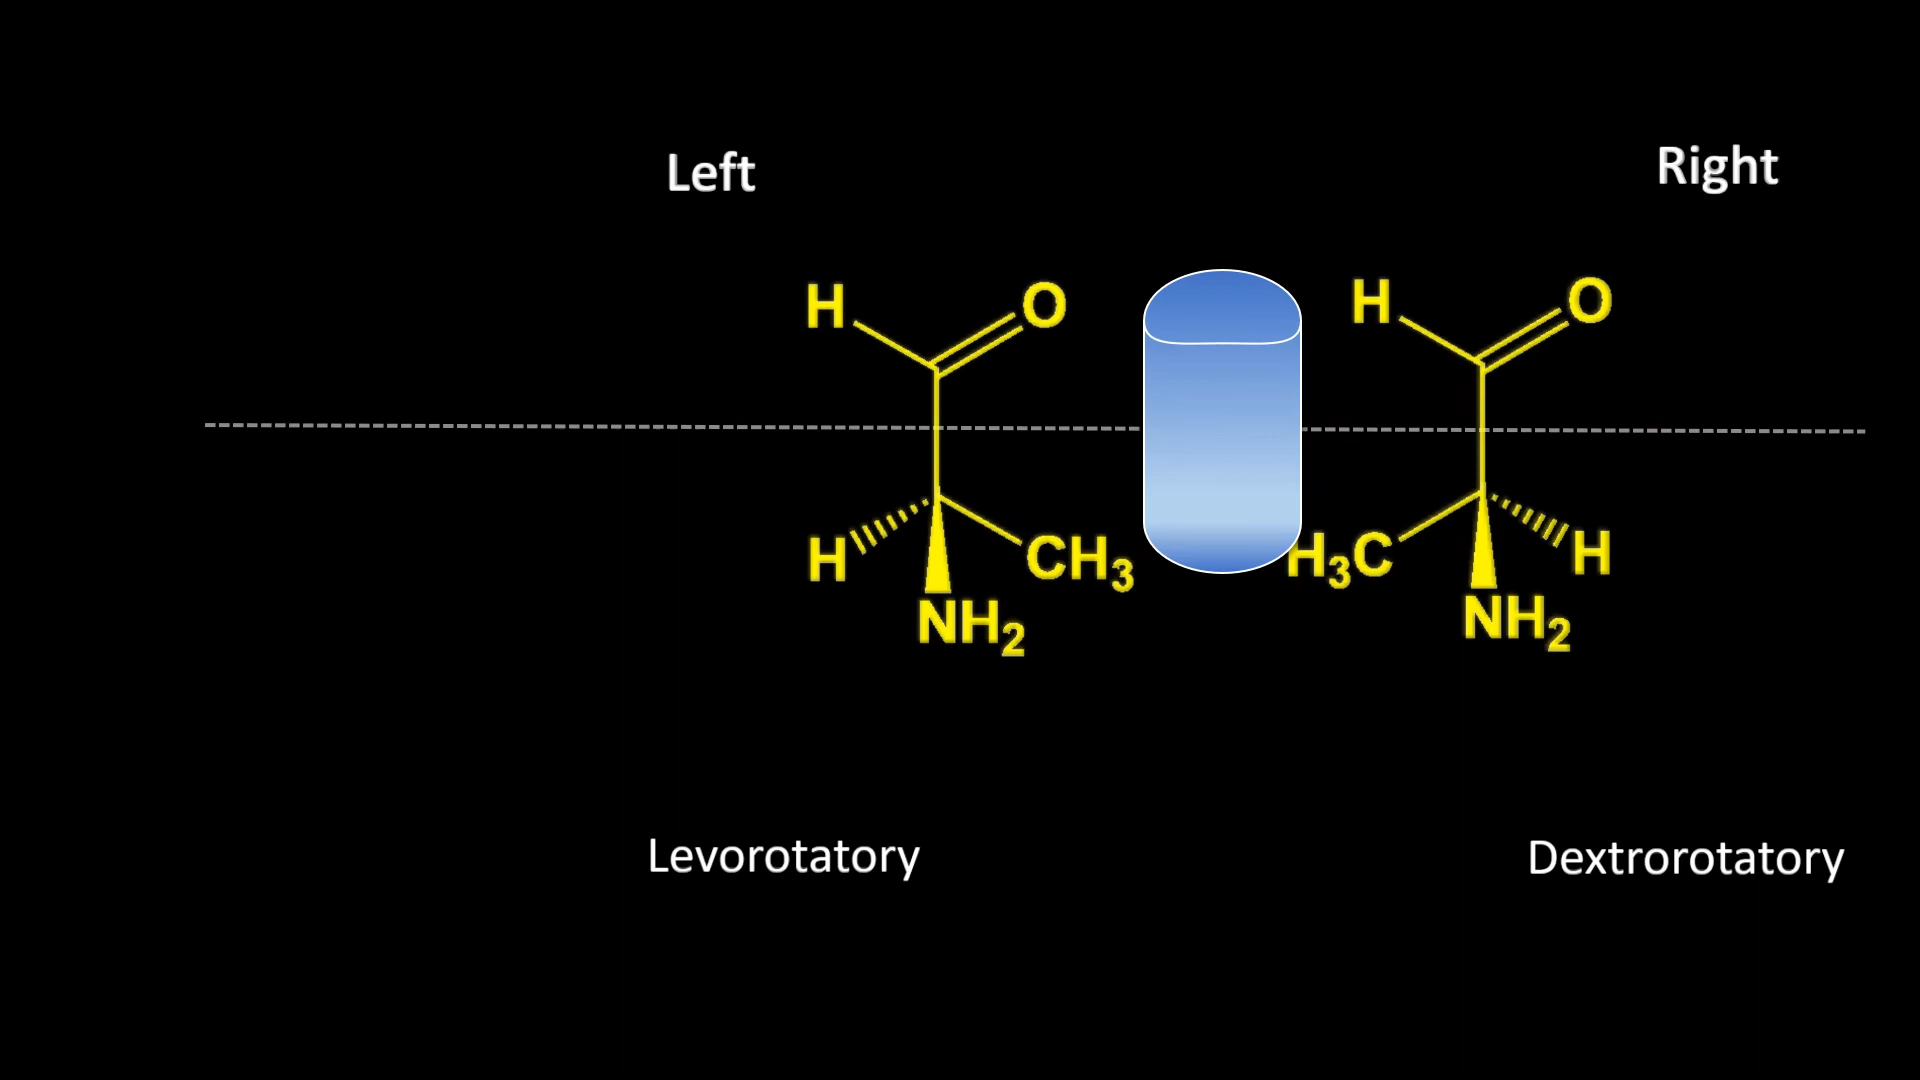 Left
Right
H O
H O
H CH₃
H₃C H
NH₂
NH₂
Levorotatory
Dextrorotatory